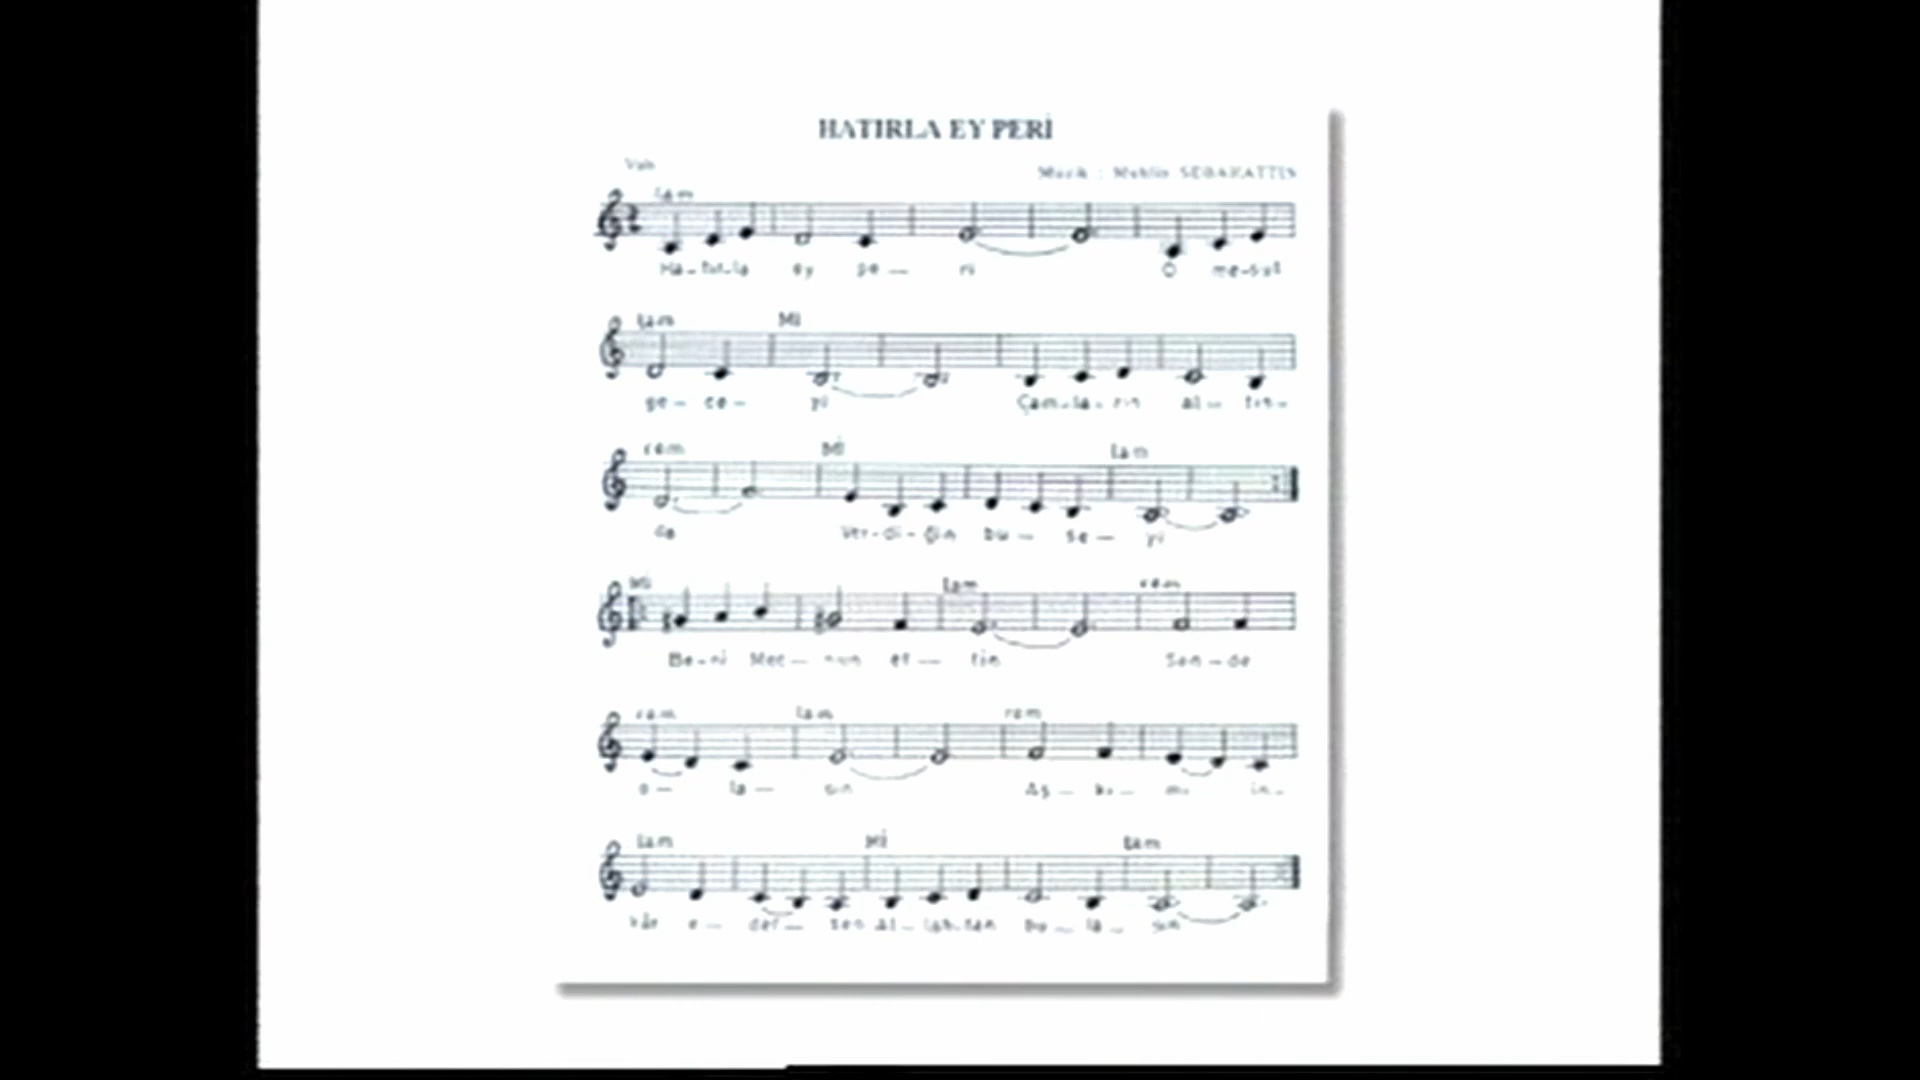 HATIRLA EY PERİ
Müzik : Muhlis SEBAHATTİN
Lam
Ha-tır-la ey pe — ri O me-sut
Lam Mi
ge — ce — yi Çam-la-rın al — tın —
rem Mi Lam
da Ver-di-ğin bu — se — yi
Mi Lam rem
Be-ni Mec — nun et — tin Sen — de
rem lam rem
o — la — sın Aş — kı — mı in —
Lam Mi Lam
kâr e — der — sen Al — lah-tan bu — la — sın